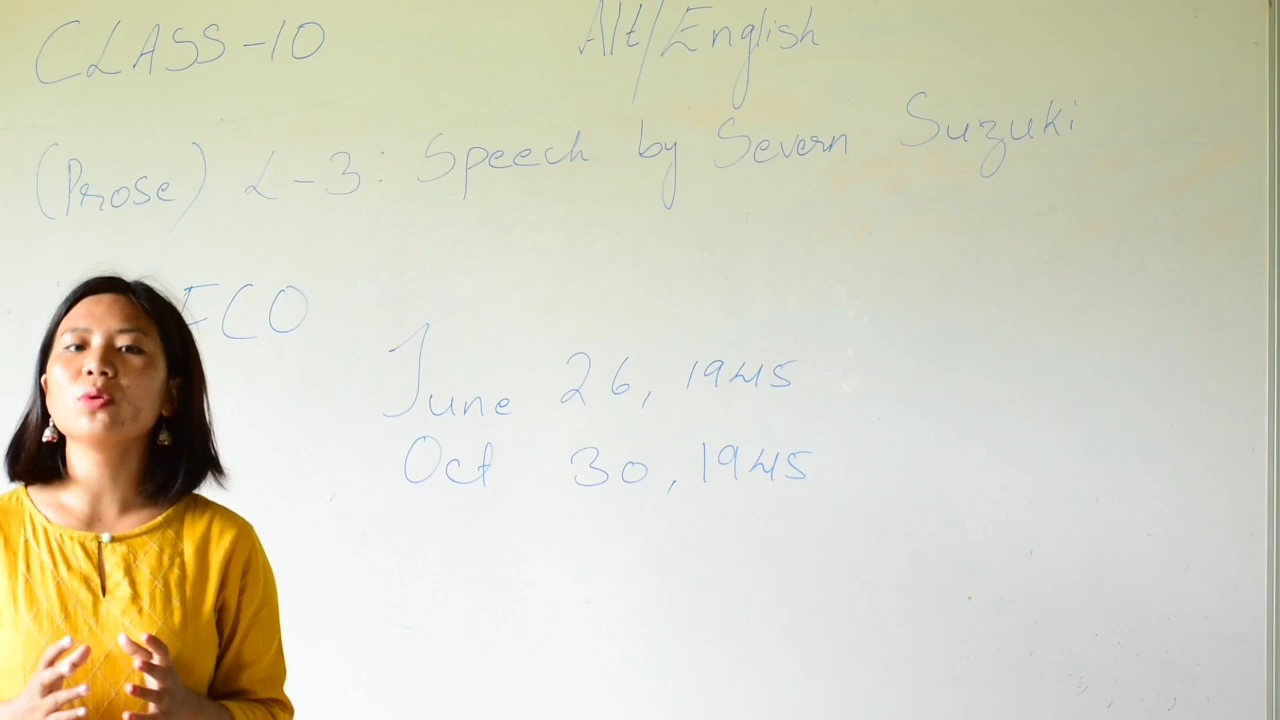 CLASS-10 Alt/English
(Prose) L-3: Speech by Severn Suzuki
ECO
June 26, 1945
Oct 30, 1945